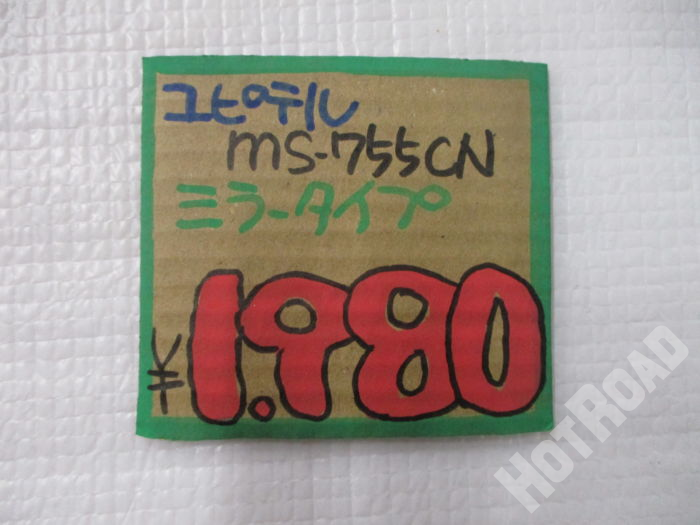 ユピテル
MS-755CN
ミラータイプ
¥1.980
HOTROAD